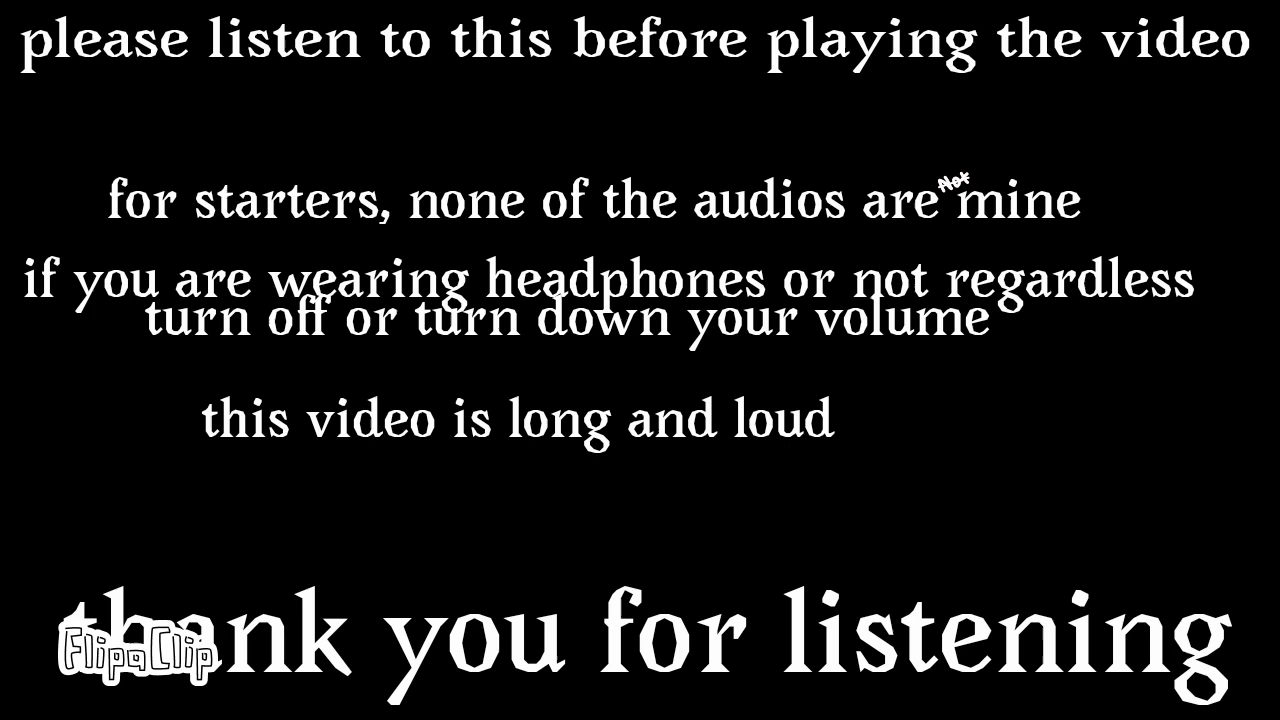 please listen to this before playing the video
for starters, none of the audios are Not mine
if you are wearing headphones or not regardless
turn off or turn down your volume
this video is long and loud
thank you for listening
FlipaClip